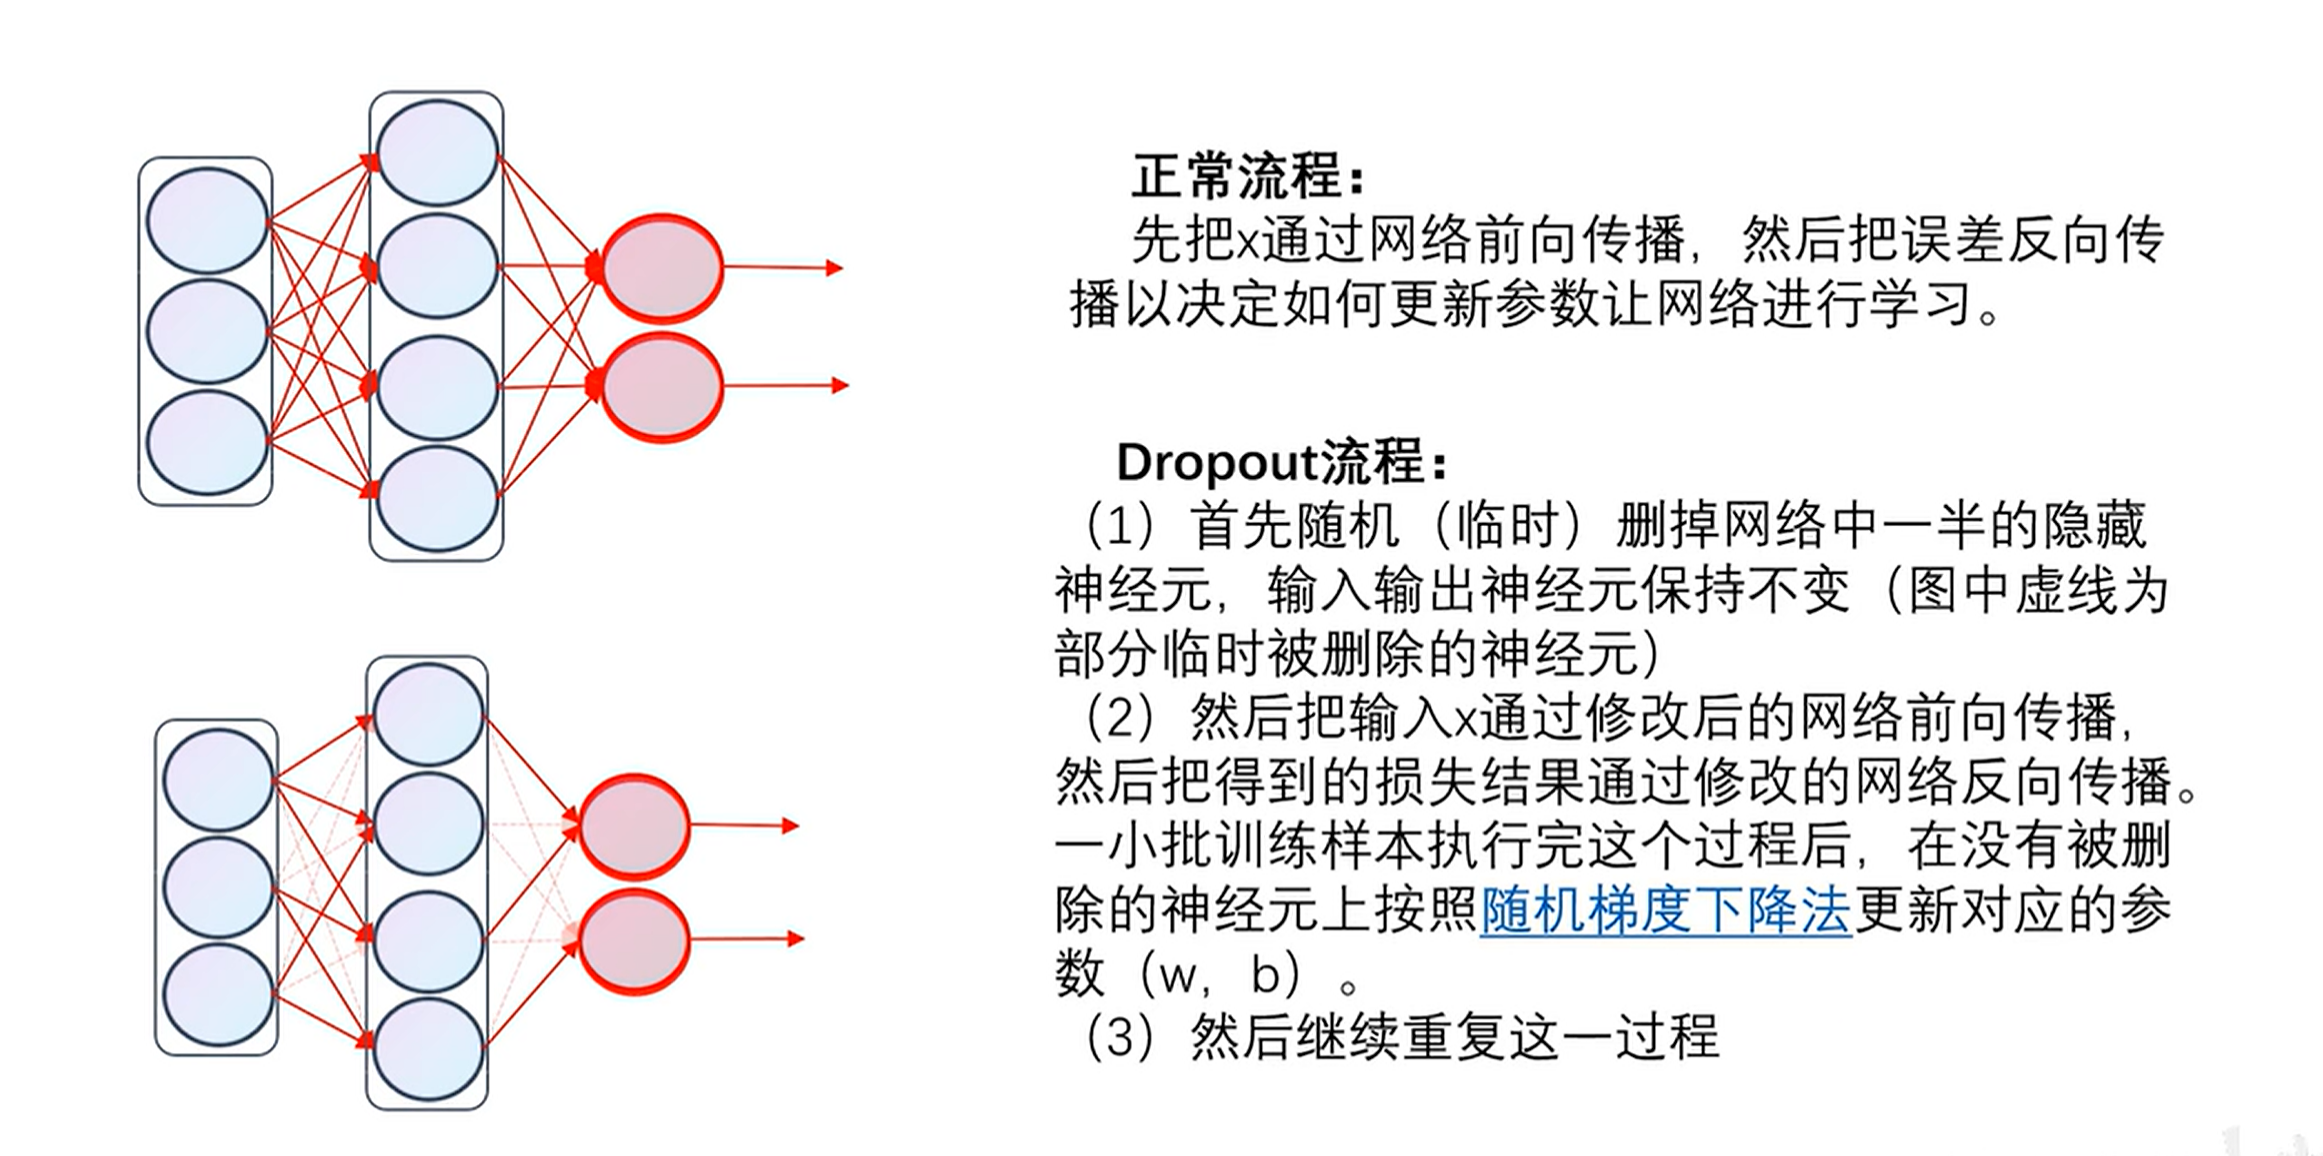 正常流程：
先把x通过网络前向传播，然后把误差反向传
播以决定如何更新参数让网络进行学习。
Dropout流程：
（1）首先随机（临时）删掉网络中一半的隐藏
神经元，输入输出神经元保持不变（图中虚线为
部分临时被删除的神经元）
（2）然后把输入x通过修改后的网络前向传播，
然后把得到的损失结果通过修改的网络反向传播。
一小批训练样本执行完这个过程后，在没有被删
除的神经元上按照随机梯度下降法更新对应的参
数（w，b）。
（3）然后继续重复这一过程